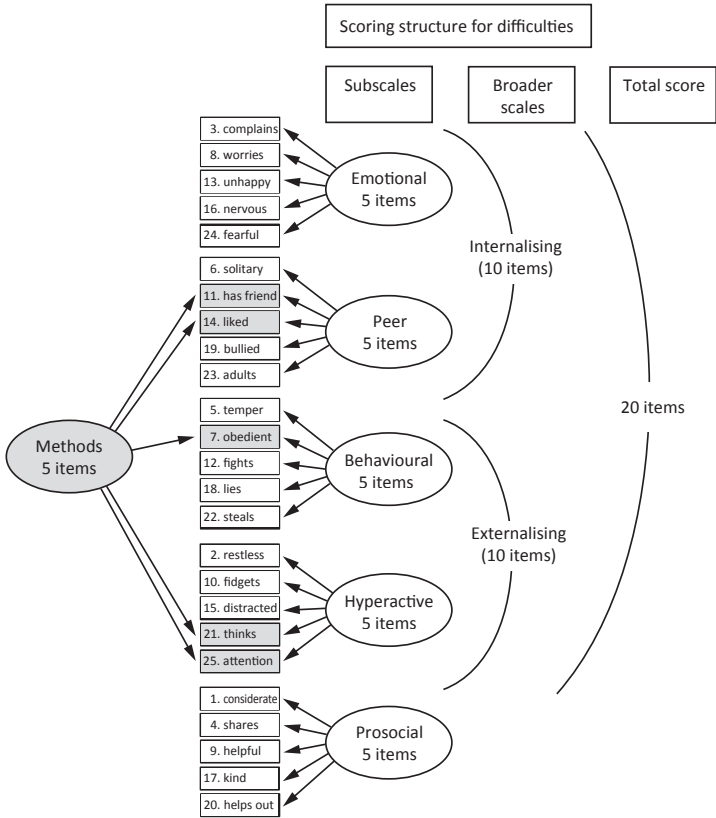 Scoring structure for difficulties
Subscales
Broader
scales
Total score
3. complains
8. worries
13. unhappy
16. nervous
24. fearful
Emotional
5 items
Internalising
(10 items)
6. solitary
11. has friend
14. liked
19. bullied
23. adults
Peer
5 items
20 items
Methods
5 items
5. temper
7. obedient
12. fights
18. lies
22. steals
Behavioural
5 items
Externalising
(10 items)
2. restless
10. fidgets
15. distracted
21. thinks
25. attention
Hyperactive
5 items
1. considerate
4. shares
9. helpful
17. kind
20. helps out
Prosocial
5 items